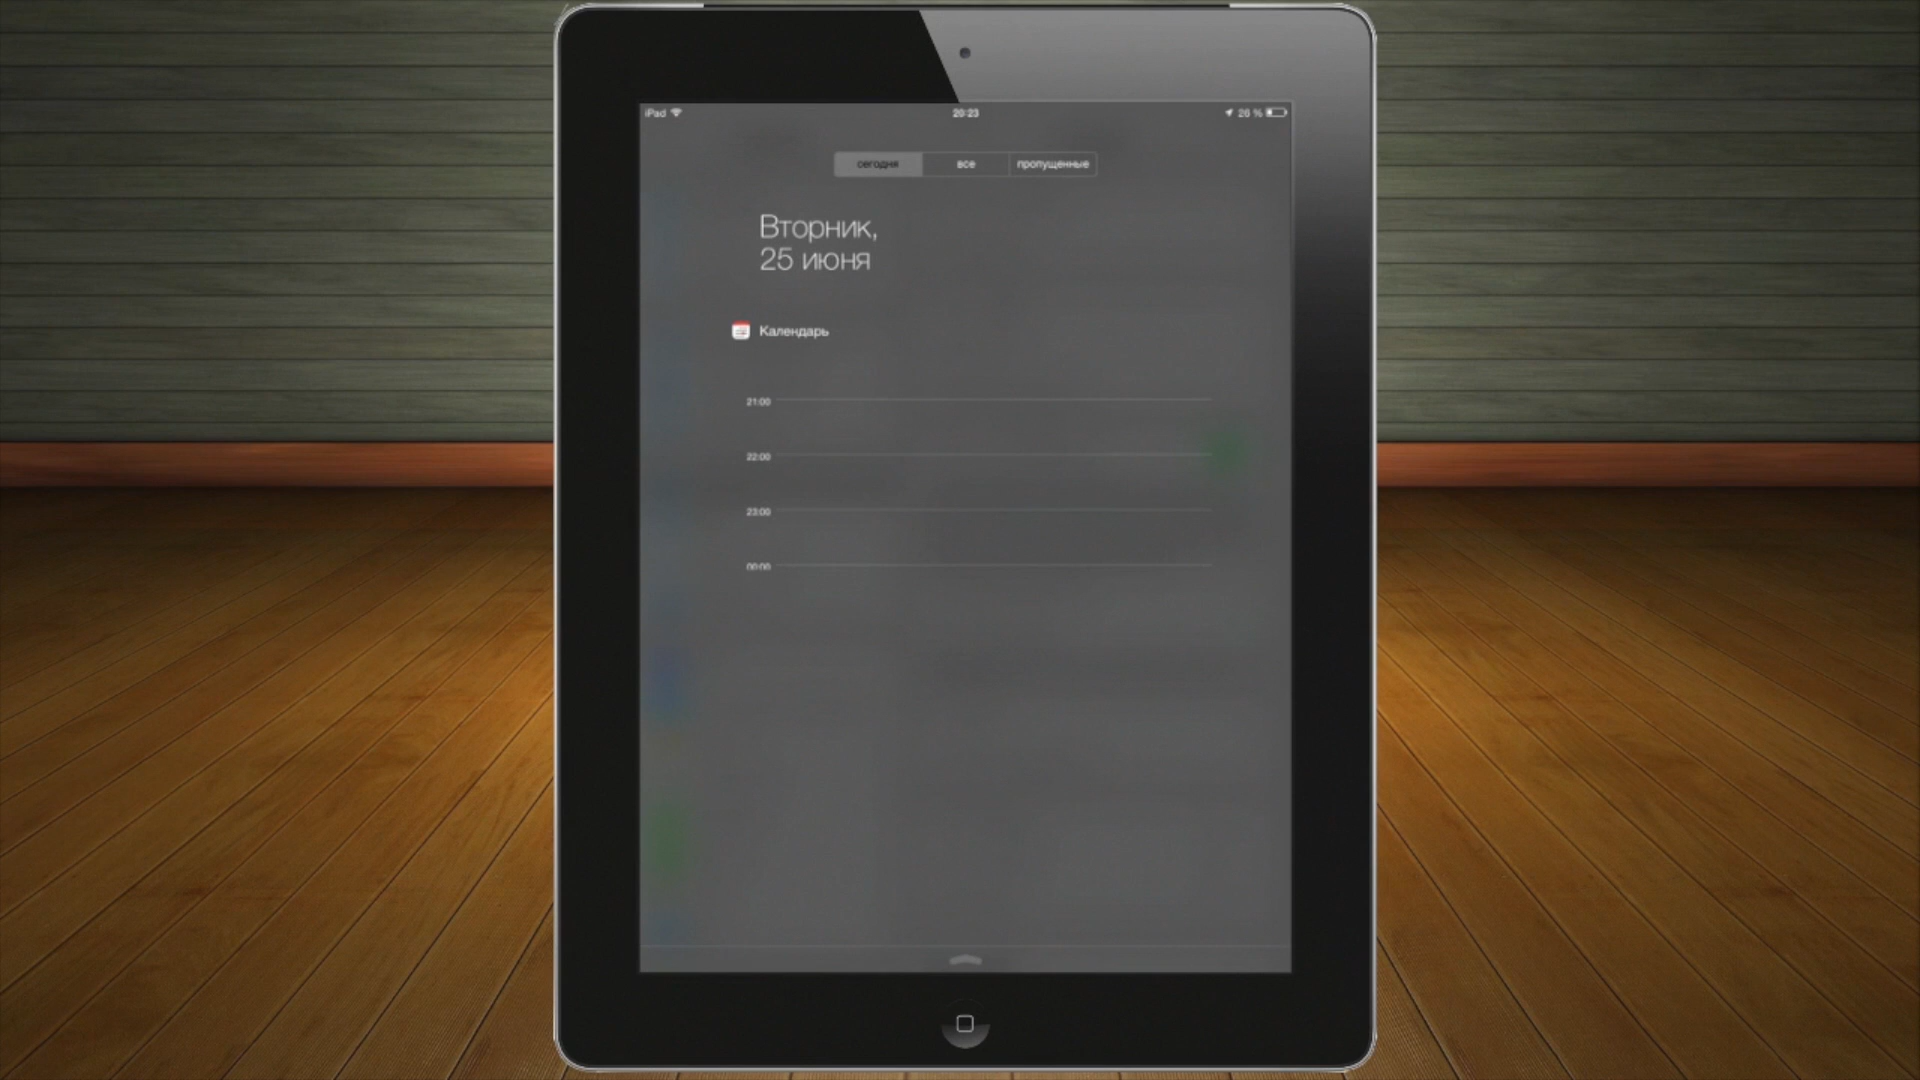 iPad 20:23 26 %
сегодня все пропущенные
Вторник,
25 июня
Календарь
21:00
22:00
23:00
00:00